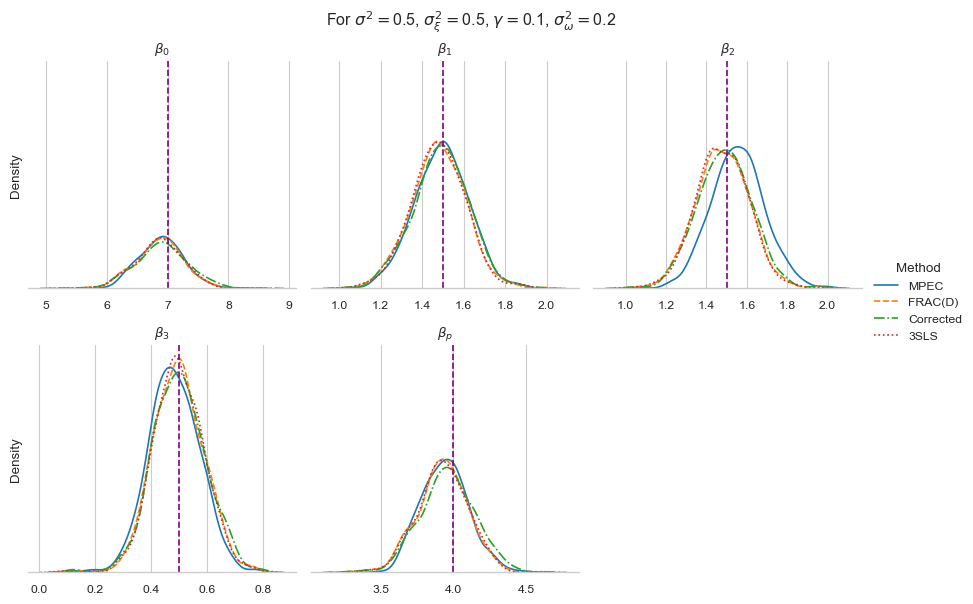 For σ² = 0.5, σ²_ξ = 0.5, γ = 0.1, σ²_ω = 0.2
β₀ β₁ β₂
Density
5 6 7 8 9 1.0 1.2 1.4 1.6 1.8 2.0 1.0 1.2 1.4 1.6 1.8 2.0
Method
MPEC
FRAC(D)
Corrected
3SLS
β₃ βₚ
Density
0.0 0.2 0.4 0.6 0.8 3.5 4.0 4.5